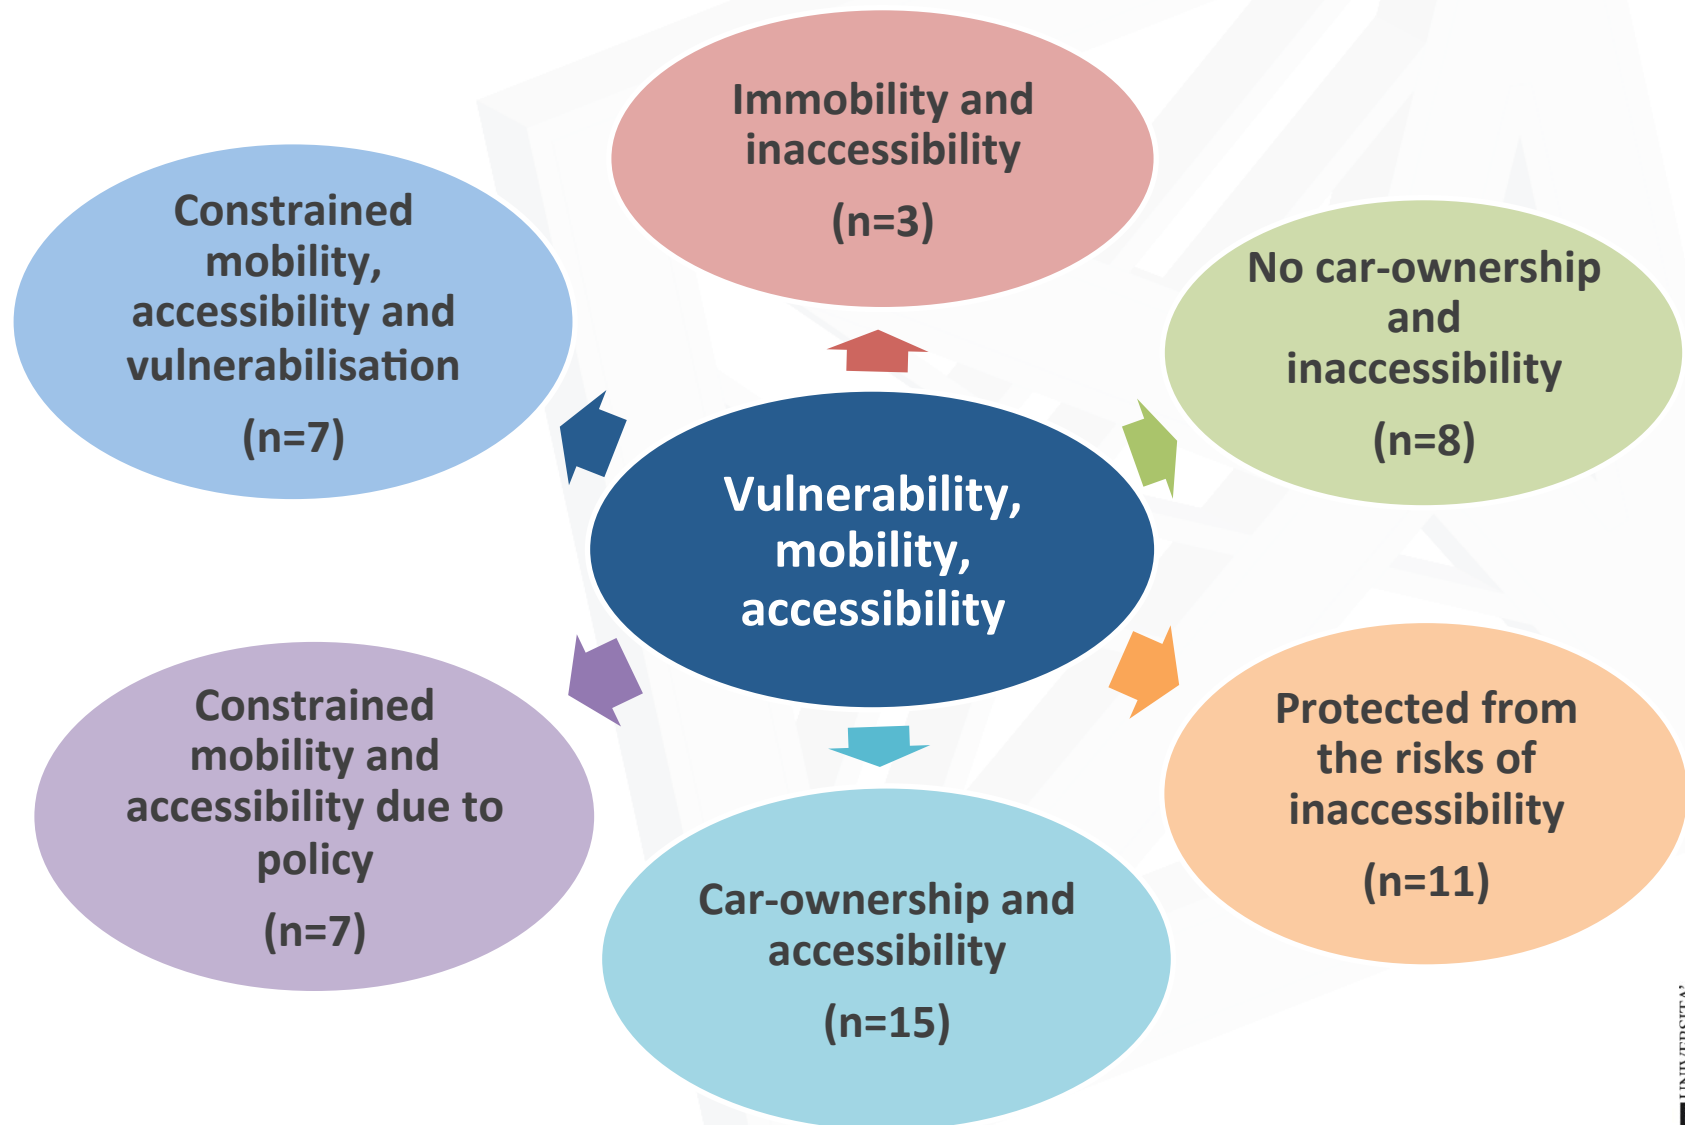 Immobility and
inaccessibility
(n=3)
Constrained
mobility,
accessibility and
vulnerabilisation
(n=7)
No car-ownership
and
inaccessibility
(n=8)
Vulnerability,
mobility,
accessibility
Constrained
mobility and
accessibility due to
policy
(n=7)
Protected from
the risks of
inaccessibility
(n=11)
Car-ownership and
accessibility
(n=15)
UNIVERSITA'